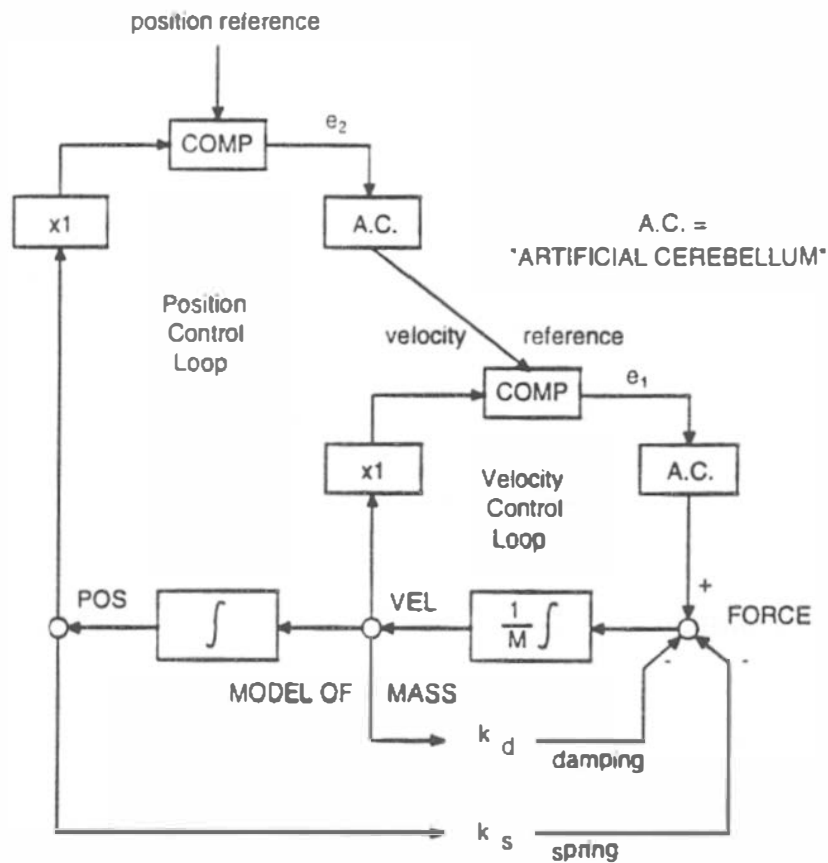 position reference
COMP
e2
x1
A.C.
A.C. =
"ARTIFICIAL CEREBELLUM"
Position
Control
Loop
velocity reference
COMP
e1
x1
A.C.
Velocity
Control
Loop
+
POS
∫
VEL
1/M ∫
FORCE
- -
MODEL OF MASS
k d
damping
k s
spring